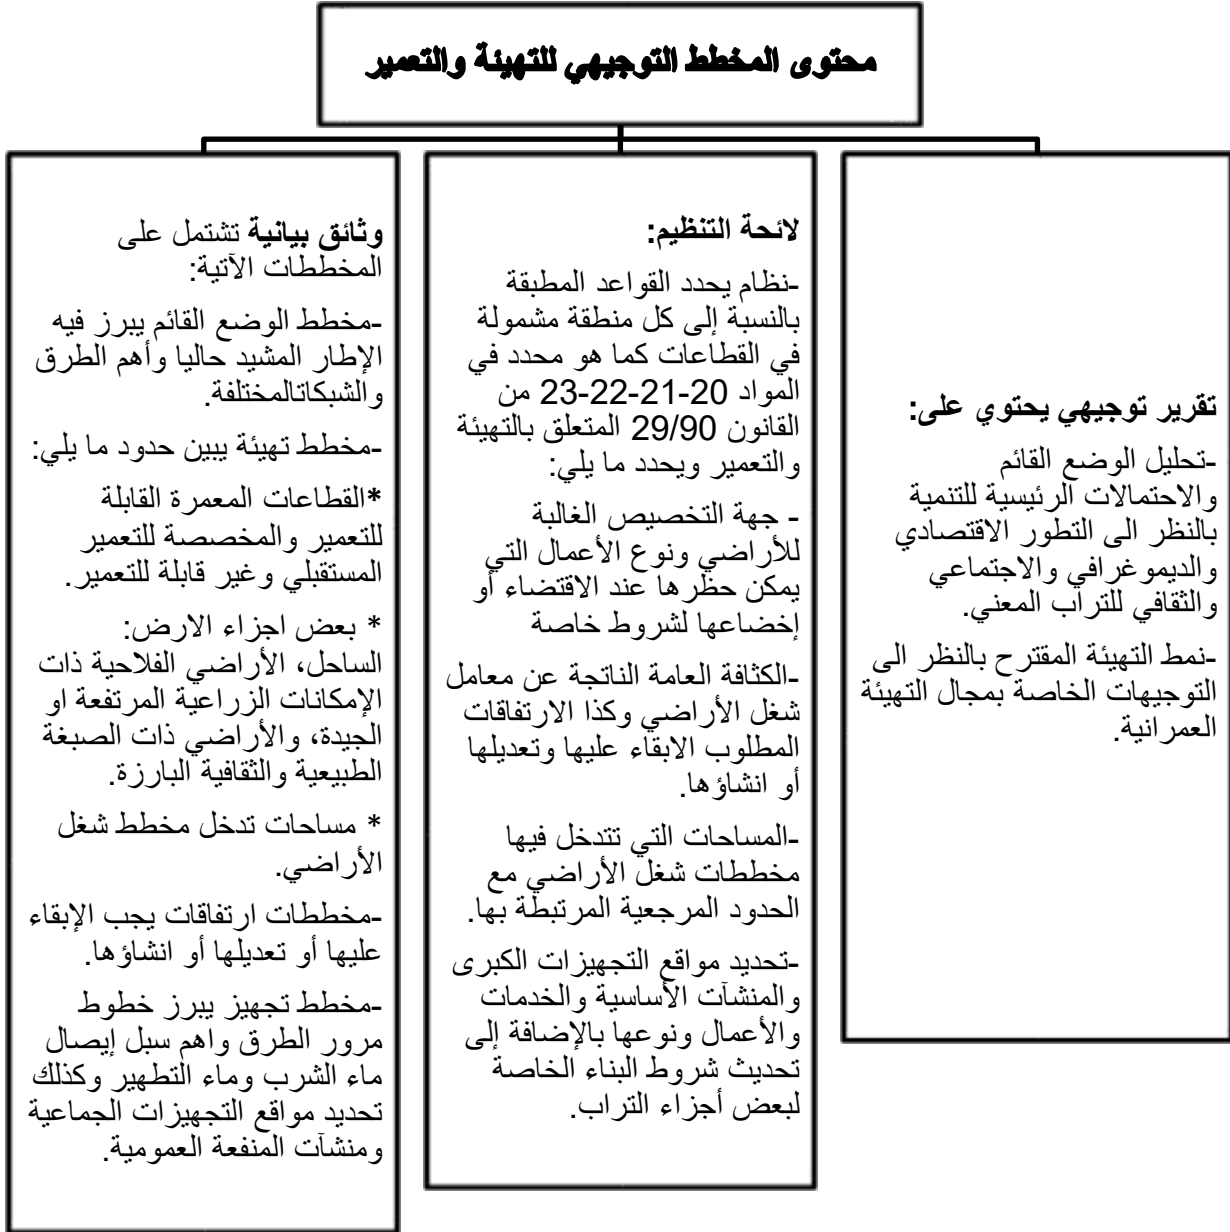 محتوى المخطط التوجيهي للتهيئة والتعمير
تقرير توجيهي يحتوي على:
-تحليل الوضع القائم
والاحتمالات الرئيسية للتنمية
بالنظر الى التطور الاقتصادي
والديموغرافي والاجتماعي
والثقافي للتراب المعني.
-نمط التهيئة المقترح بالنظر الى
التوجيهات الخاصة بمجال التهيئة
العمرانية.
لائحة التنظيم:
-نظام يحدد القواعد المطبقة
بالنسبة إلى كل منطقة مشمولة
في القطاعات كما هو محدد في
المواد 20-21-22-23 من
القانون 29/90 المتعلق بالتهيئة
والتعمير ويحدد ما يلي:
- جهة التخصيص الغالبة
للأراضي ونوع الأعمال التي
يمكن حظرها عند الاقتضاء أو
إخضاعها لشروط خاصة
-الكثافة العامة الناتجة عن معامل
شغل الأراضي وكذا الارتفاقات
المطلوب الابقاء عليها وتعديلها
أو انشاؤها.
-المساحات التي تتدخل فيها
مخططات شغل الأراضي مع
الحدود المرجعية المرتبطة بها.
-تحديد مواقع التجهيزات الكبرى
والمنشآت الأساسية والخدمات
والأعمال ونوعها بالإضافة إلى
تحديث شروط البناء الخاصة
لبعض أجزاء التراب.
وثائق بيانية تشتمل على
المخططات الآتية:
-مخطط الوضع القائم يبرز فيه
الإطار المشيد حاليا وأهم الطرق
والشبكاتالمختلفة.
-مخطط تهيئة يبين حدود ما يلي:
*القطاعات المعمرة القابلة
للتعمير والمخصصة للتعمير
المستقبلي وغير قابلة للتعمير.
* بعض اجزاء الارض:
الساحل، الأراضي الفلاحية ذات
الإمكانات الزراعية المرتفعة او
الجيدة، والأراضي ذات الصبغة
الطبيعية والثقافية البارزة.
* مساحات تدخل مخطط شغل
الأراضي.
-مخططات ارتفاقات يجب الإبقاء
عليها أو تعديلها أو انشاؤها.
-مخطط تجهيز يبرز خطوط
مرور الطرق واهم سبل إيصال
ماء الشرب وماء التطهير وكذلك
تحديد مواقع التجهيزات الجماعية
ومنشآت المنفعة العمومية.